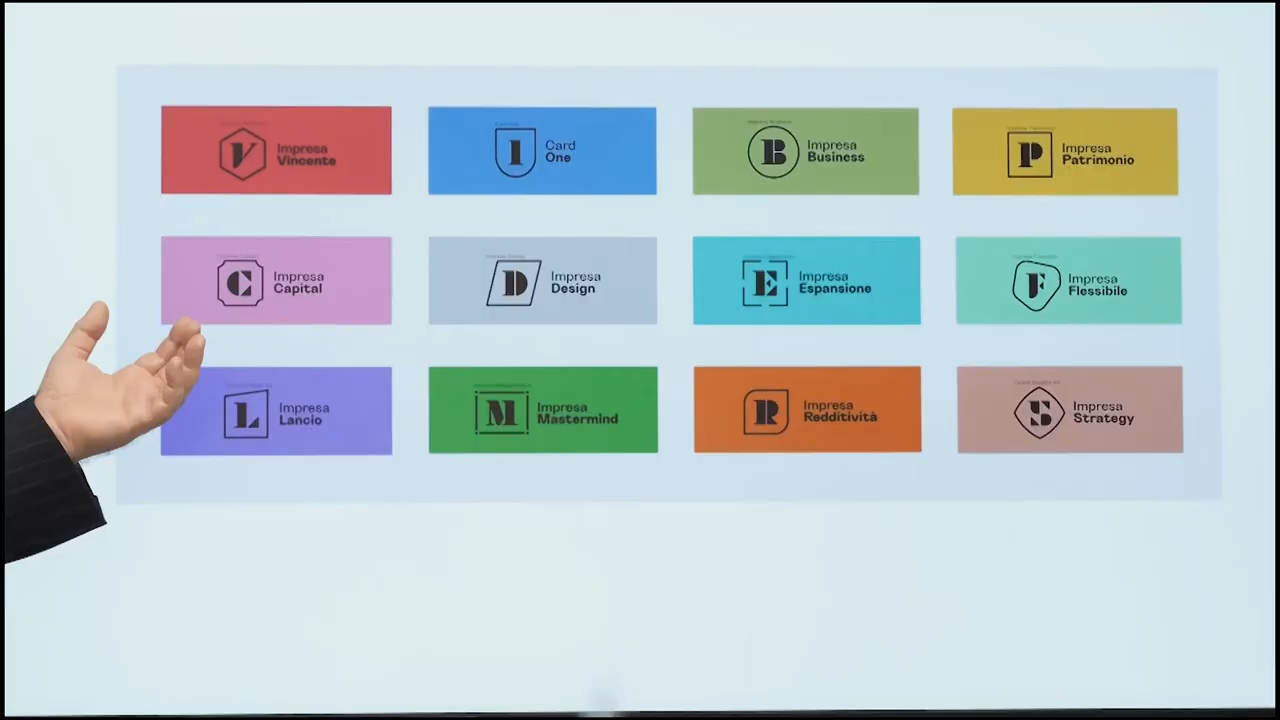 V
Impresa
Vincente
I
Card
One
B
Impresa
Business
P
Impresa
Patrimonio
C
Impresa
Capital
D
Impresa
Design
E
Impresa
Espansione
F
Impresa
Flessibile
L
Impresa
Lancio
M
Impresa
Mastermind
R
Impresa
Redditività
S
Impresa
Strategy